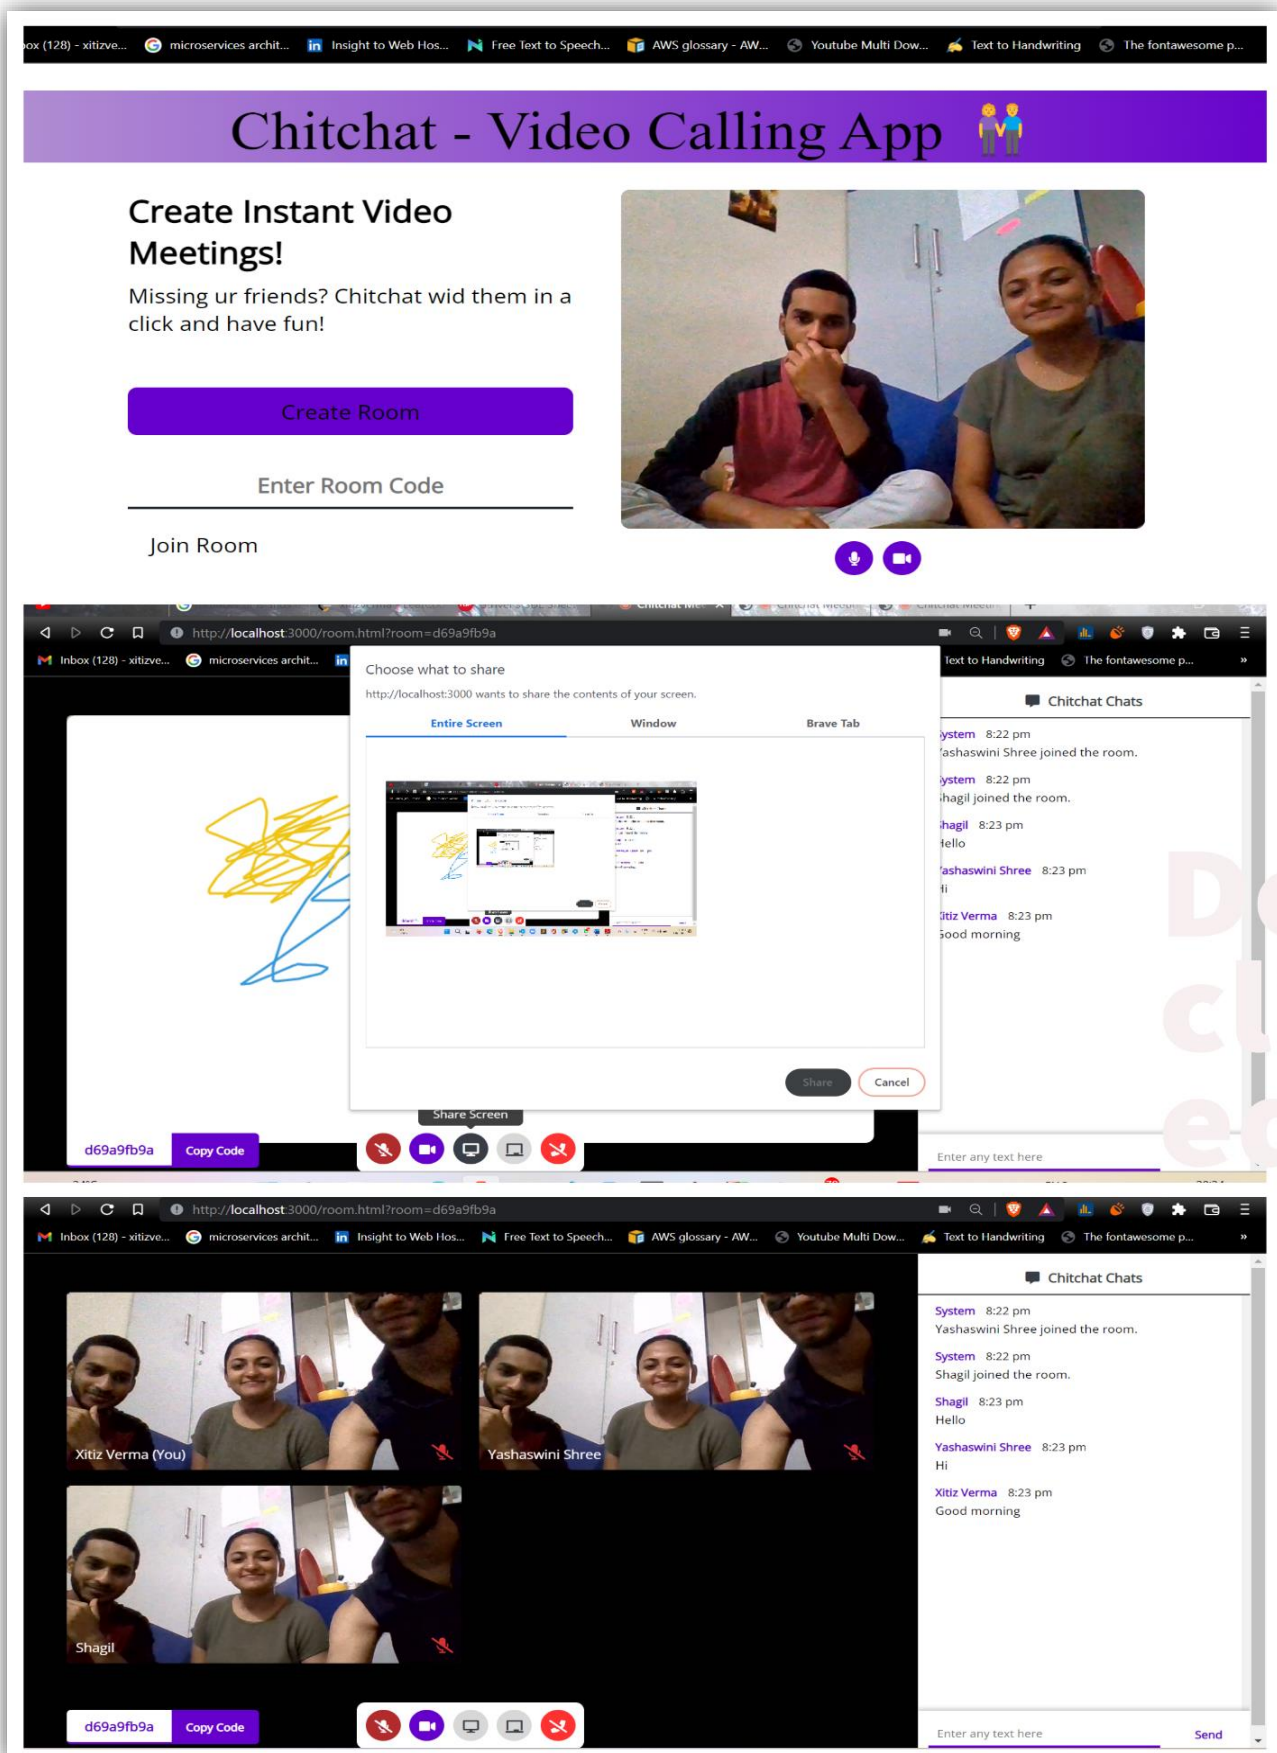 ox (128) - xitizve... microservices archit... Insight to Web Hos... Free Text to Speech... AWS glossary - AW... Youtube Multi Dow... Text to Handwriting The fontawesome p...
Chitchat - Video Calling App
Create Instant Video
Meetings!
Missing ur friends? Chitchat wid them in a
click and have fun!
Create Room
Enter Room Code
Join Room
http://localhost:3000/room.html?room=d69a9fb9a
Inbox (128) - xitizve... microservices archit... Text to Handwriting The fontawesome p... »
Choose what to share
http://localhost:3000 wants to share the contents of your screen.
Entire Screen Window Brave Tab
Share Cancel
Share Screen
d69a9fb9a Copy Code
Chitchat Chats
ystem 8:22 pm
ashaswini Shree joined the room.
ystem 8:22 pm
hagil joined the room.
hagil 8:23 pm
Hello
ashaswini Shree 8:23 pm
Hi
Xitiz Verma 8:23 pm
Good morning
Enter any text here
http://localhost:3000/room.html?room=d69a9fb9a
Inbox (128) - xitizve... microservices archit... Insight to Web Hos... Free Text to Speech... AWS glossary - AW... Youtube Multi Dow... Text to Handwriting The fontawesome p... »
Xitiz Verma (You)
Yashaswini Shree
Shagil
d69a9fb9a Copy Code
Chitchat Chats
System 8:22 pm
Yashaswini Shree joined the room.
System 8:22 pm
Shagil joined the room.
Shagil 8:23 pm
Hello
Yashaswini Shree 8:23 pm
Hi
Xitiz Verma 8:23 pm
Good morning
Enter any text here Send